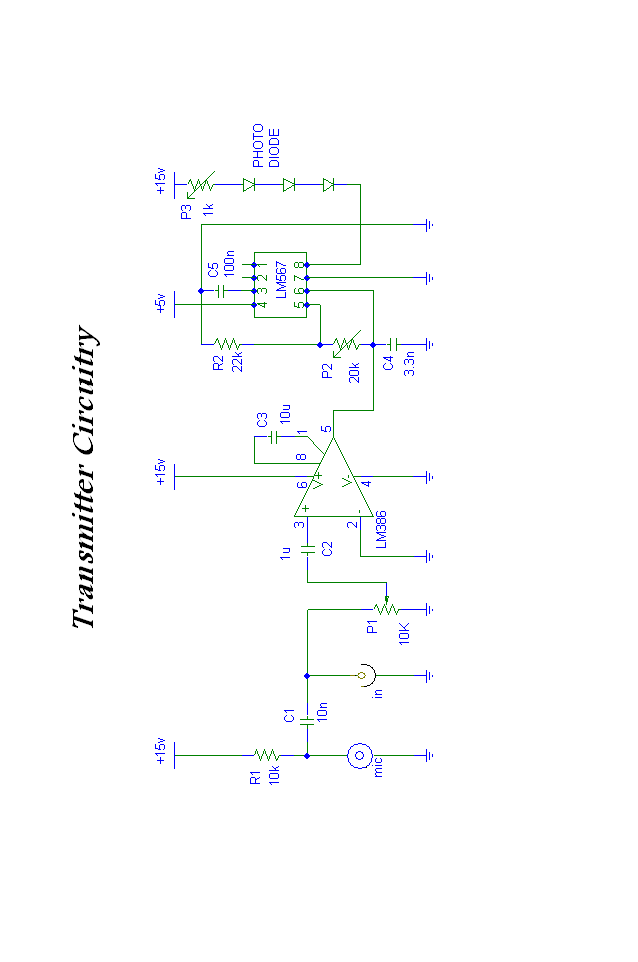 Transmitter Circuitry
+15v
R1
10k
mic
C1
10n
in
P1
10K
1u
C2
3
+
2
-
LM386
+15v
6
V+
V-
4
8
1
C3
10u
5
+5v
R2
22k
P2
20k
C4
3.3n
C5
100n
4 3 2 1
LM567
5 6 7 8
+15v
P3
1k
PHOTO
DIODE